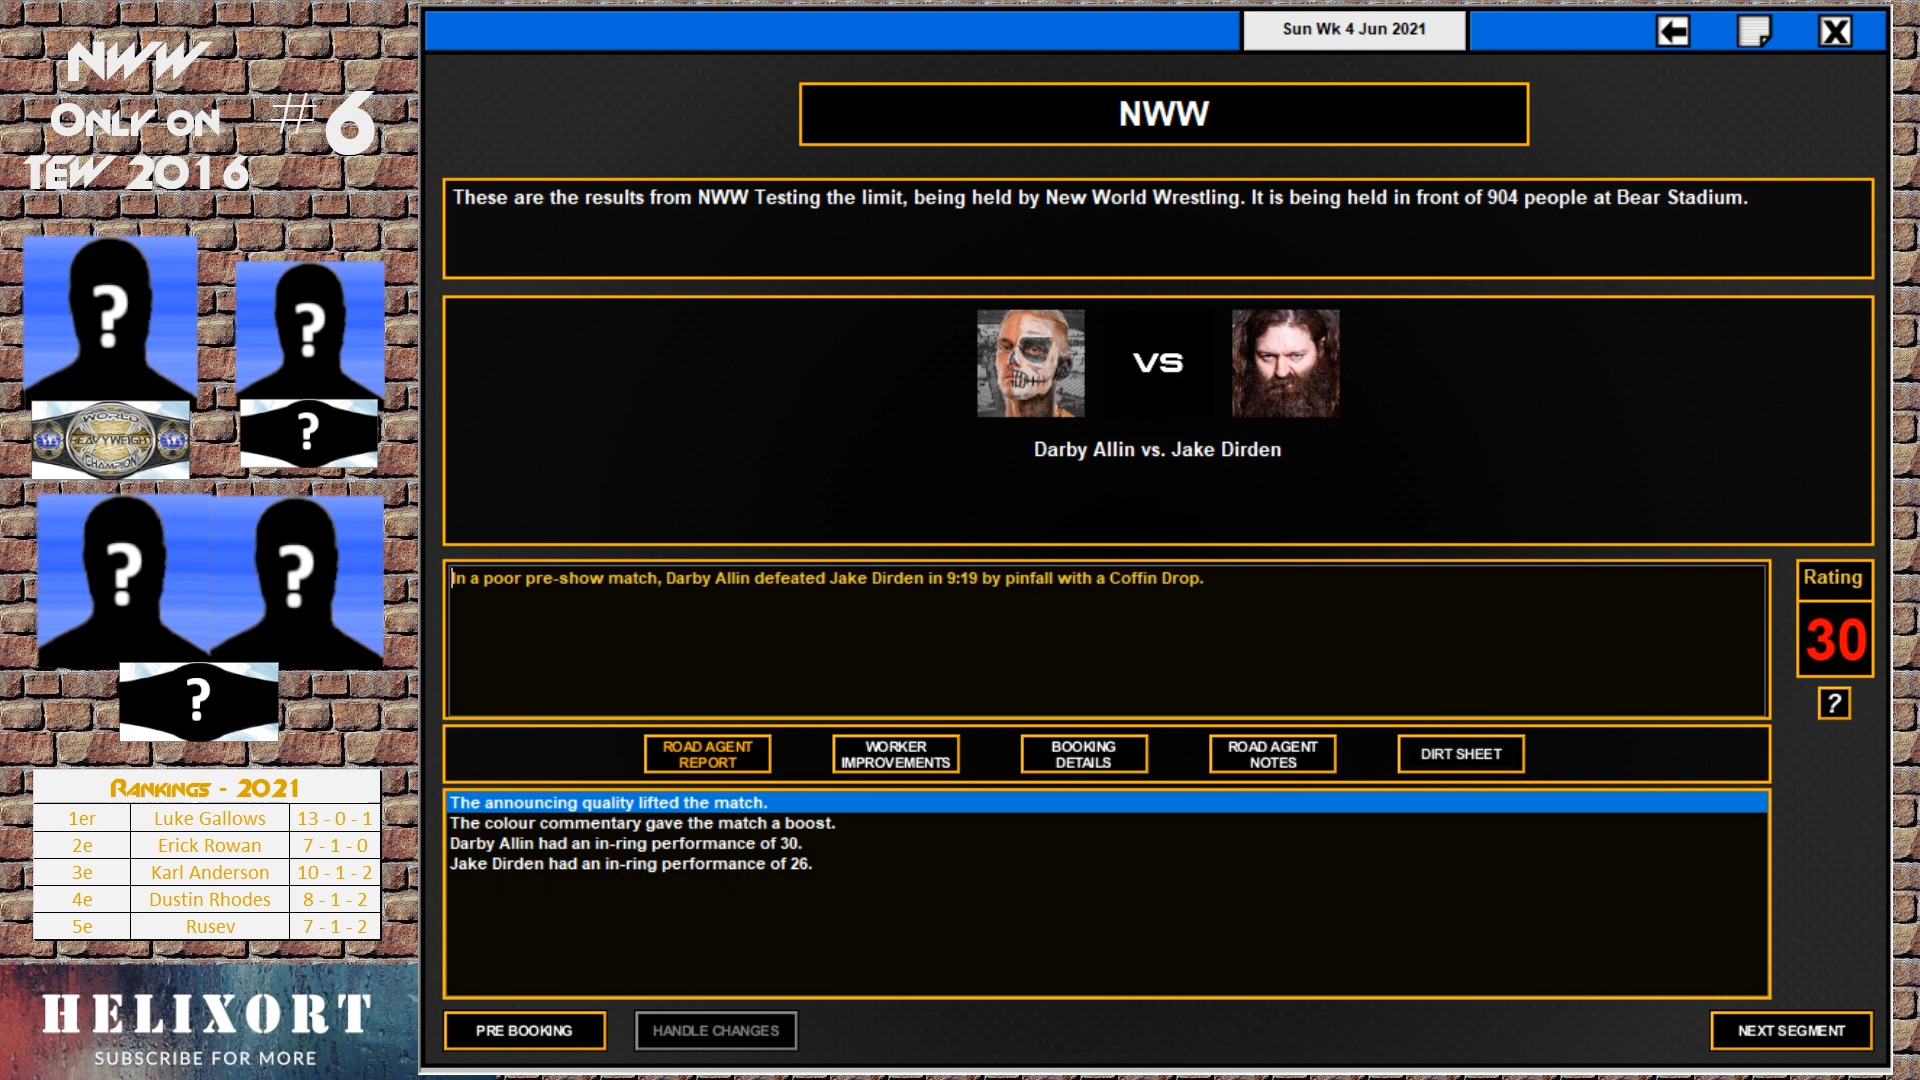 NWW
ONLY ON
TEW 2016
#6
?
?
WORLD
HEAVYWEIGHT
CHAMPION
?
?
?
?
Rankings - 2021
1er Luke Gallows 13 - 0 - 1
2e Erick Rowan 7 - 1 - 0
3e Karl Anderson 10 - 1 - 2
4e Dustin Rhodes 8 - 1 - 2
5e Rusev 7 - 1 - 2
HELIXORT
SUBSCRIBE FOR MORE
Sun Wk 4 Jun 2021
X
NWW
These are the results from NWW Testing the limit, being held by New World Wrestling. It is being held in front of 904 people at Bear Stadium.
VS
Darby Allin vs. Jake Dirden
In a poor pre-show match, Darby Allin defeated Jake Dirden in 9:19 by pinfall with a Coffin Drop.
Rating
30
?
ROAD AGENT
REPORT
WORKER
IMPROVEMENTS
BOOKING
DETAILS
ROAD AGENT
NOTES
DIRT SHEET
The announcing quality lifted the match.
The colour commentary gave the match a boost.
Darby Allin had an in-ring performance of 30.
Jake Dirden had an in-ring performance of 26.
PRE BOOKING
HANDLE CHANGES
NEXT SEGMENT